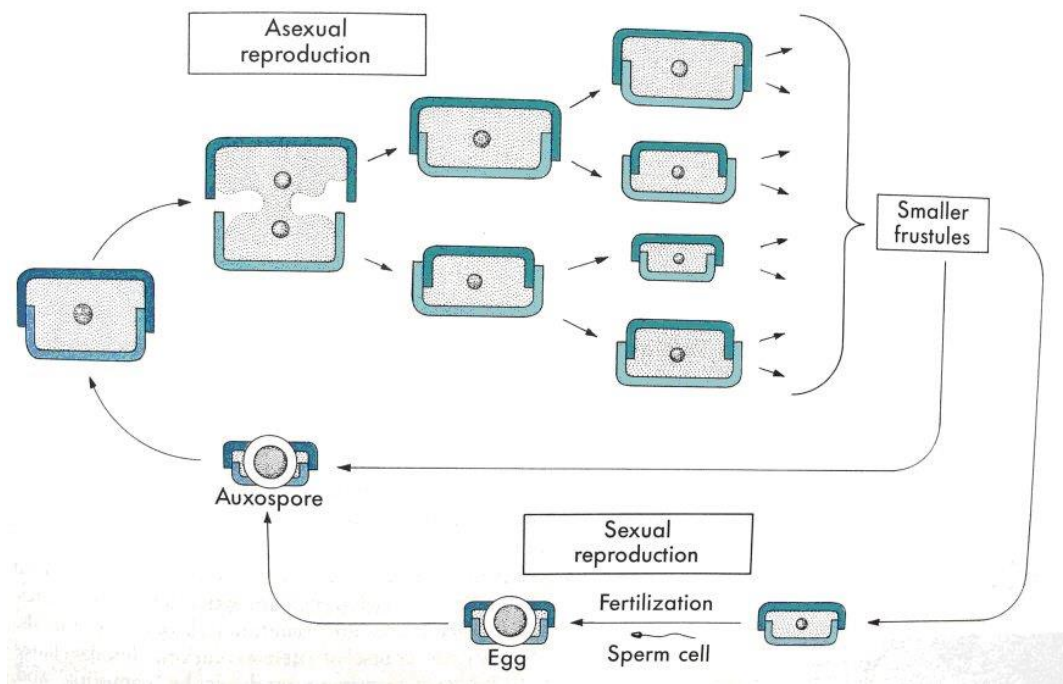 Asexual
reproduction
Smaller
frustules
Auxospore
Sexual
reproduction
Fertilization
Sperm cell
Egg